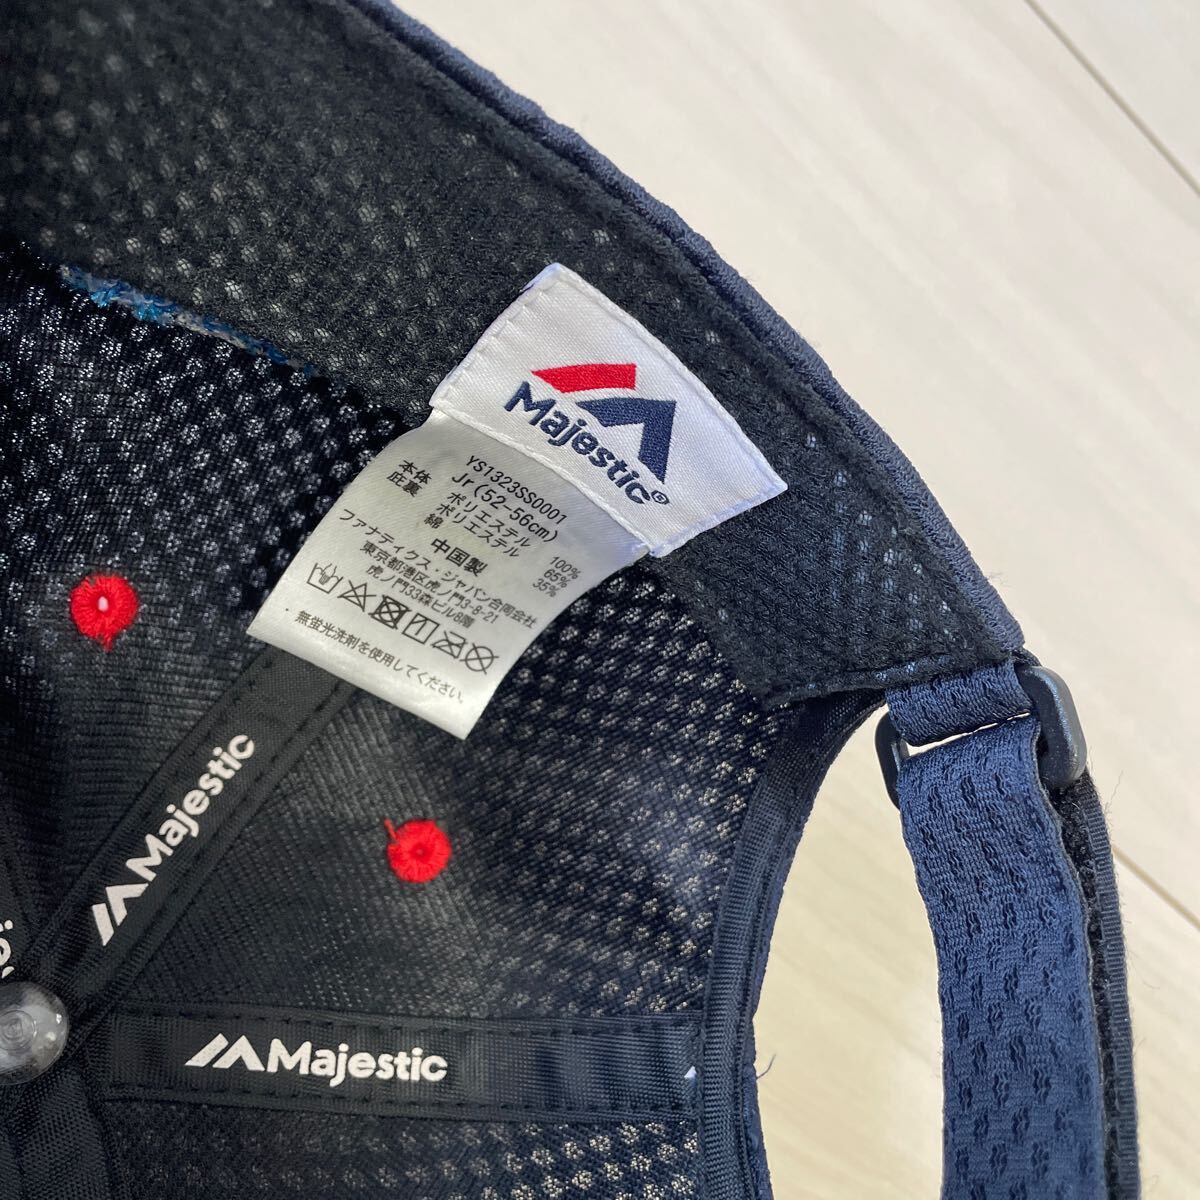 Majestic®
YS1323SS0001
Jr(52-56cm)
本体 ポリエステル 100%
庇裏 ポリエステル 65%
綿 35%
中国製
ファナティクス・ジャパン合同会社
東京都港区虎ノ門3-8-21
虎ノ門33森ビル8階
無蛍光洗剤を使用してください。
Majestic
Majestic